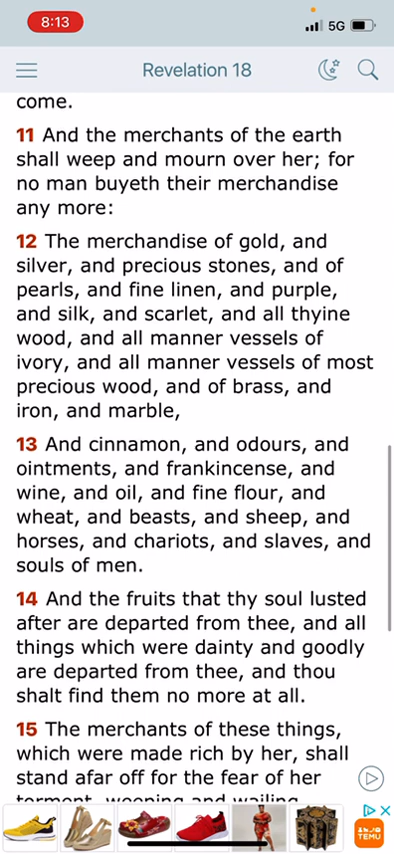 8:13
5G
Revelation 18
come.
11 And the merchants of the earth
shall weep and mourn over her; for
no man buyeth their merchandise
any more:
12 The merchandise of gold, and
silver, and precious stones, and of
pearls, and fine linen, and purple,
and silk, and scarlet, and all thyine
wood, and all manner vessels of
ivory, and all manner vessels of most
precious wood, and of brass, and
iron, and marble,
13 And cinnamon, and odours, and
ointments, and frankincense, and
wine, and oil, and fine flour, and
wheat, and beasts, and sheep, and
horses, and chariots, and slaves, and
souls of men.
14 And the fruits that thy soul lusted
after are departed from thee, and all
things which were dainty and goodly
are departed from thee, and thou
shalt find them no more at all.
15 The merchants of these things,
which were made rich by her, shall
stand afar off for the fear of her
torment, weeping and wailing
TEMU